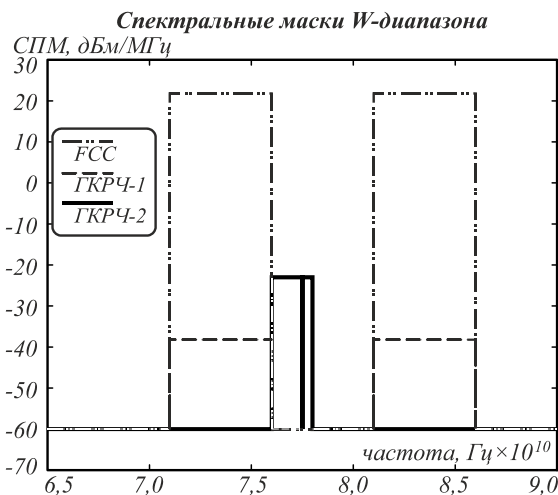 Спектральные маски W-диапазона
СПМ, дБм/МГц
30
20
10
0
-10
-20
-30
-40
-50
-60
-70
FCC
ГКРЧ-1
ГКРЧ-2
частота, Гц×10¹⁰
6,5 7,0 7,5 8,0 8,5 9,0